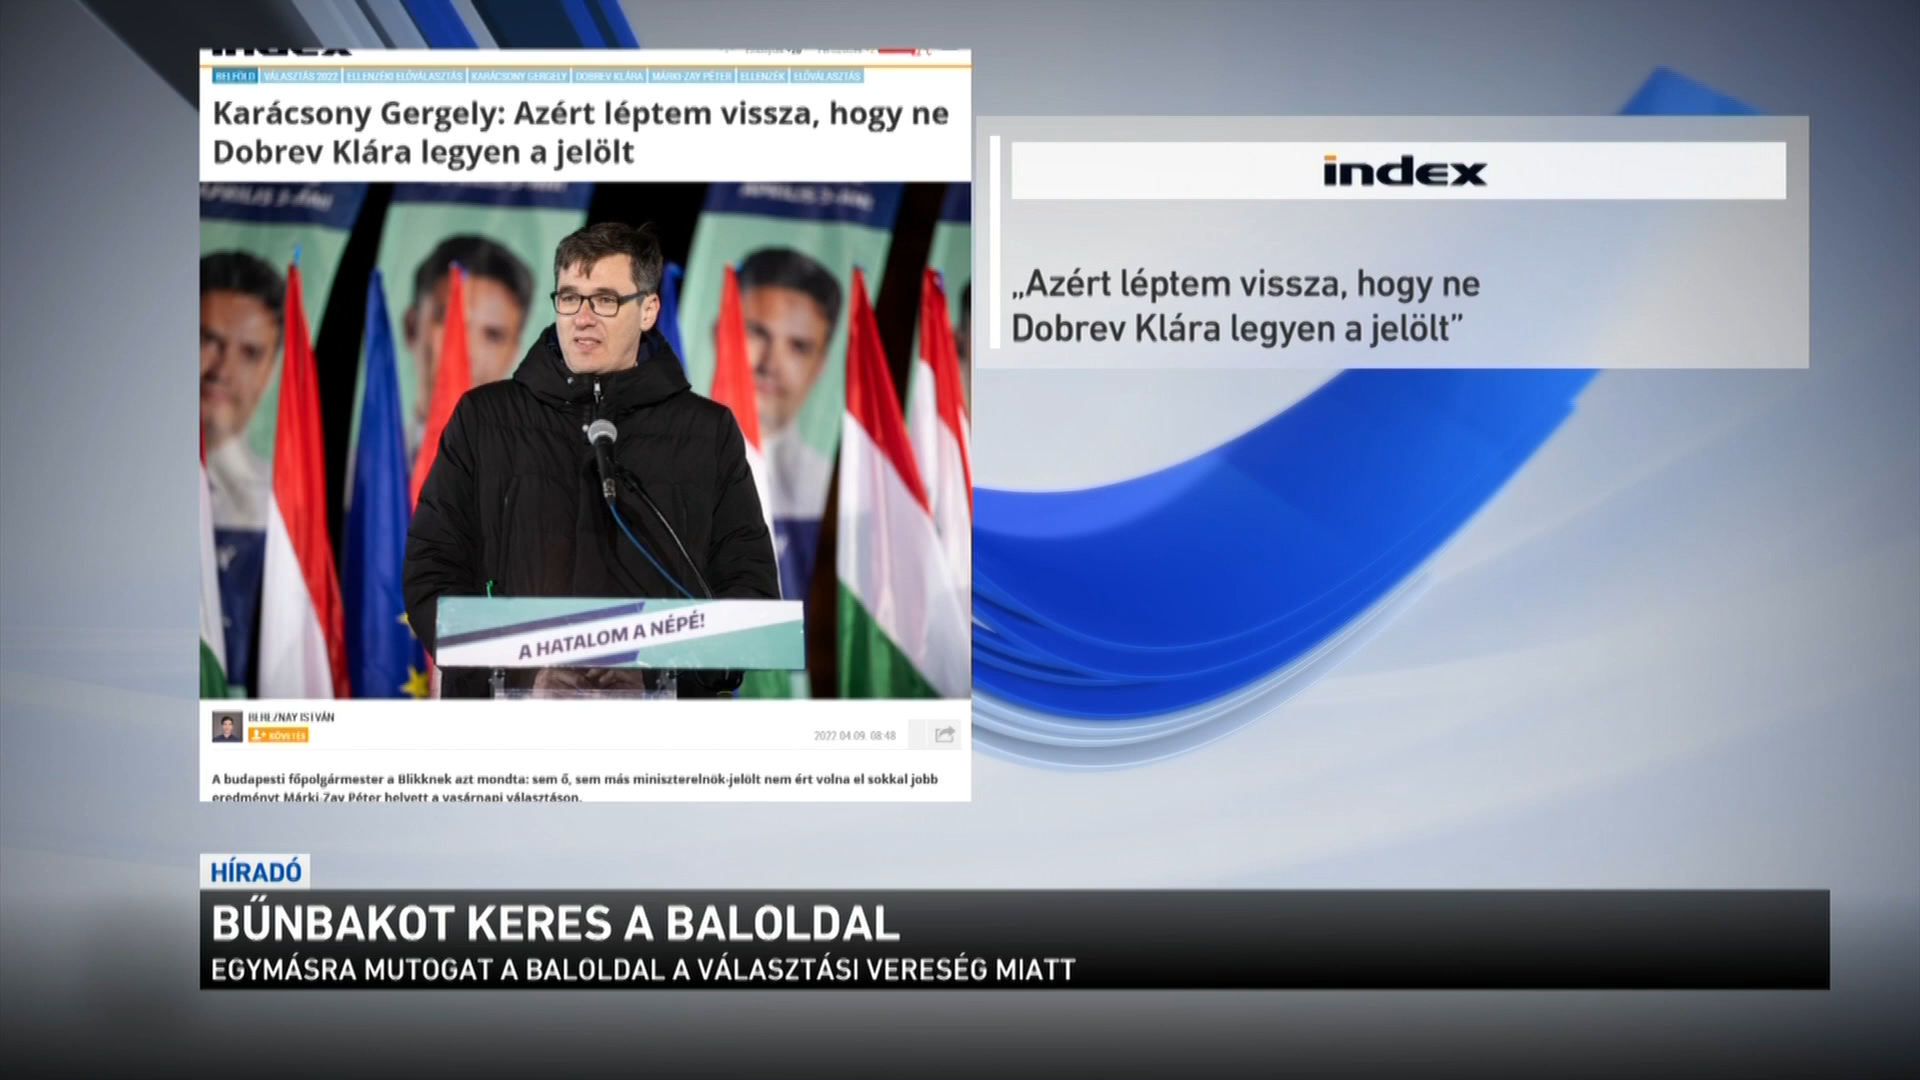 index
BELFÖLD VÁLASZTÁS 2022 ELLENZÉKI ELŐVÁLASZTÁS KARÁCSONY GERGELY DOBREV KLÁRA MÁRKI-ZAY PÉTER ELLENZÉK ELŐVÁLASZTÁS
Karácsony Gergely: Azért léptem vissza, hogy ne
Dobrev Klára legyen a jelölt
ÁPRILIS 3-ÁN!
A HATALOM A NÉPÉ!
BEREZNAY ISTVÁN
KÖVETÉS
2022.04.09. 08:48
A budapesti főpolgármester a Blikknek azt mondta: sem ő, sem más miniszterelnök-jelölt nem ért volna el sokkal jobb
eredményt Márki-Zay Péter helyett a vasárnapi választáson.
index
„Azért léptem vissza, hogy ne
Dobrev Klára legyen a jelölt”
HÍRADÓ
BŰNBAKOT KERES A BALOLDAL
EGYMÁSRA MUTOGAT A BALOLDAL A VÁLASZTÁSI VERESÉG MIATT